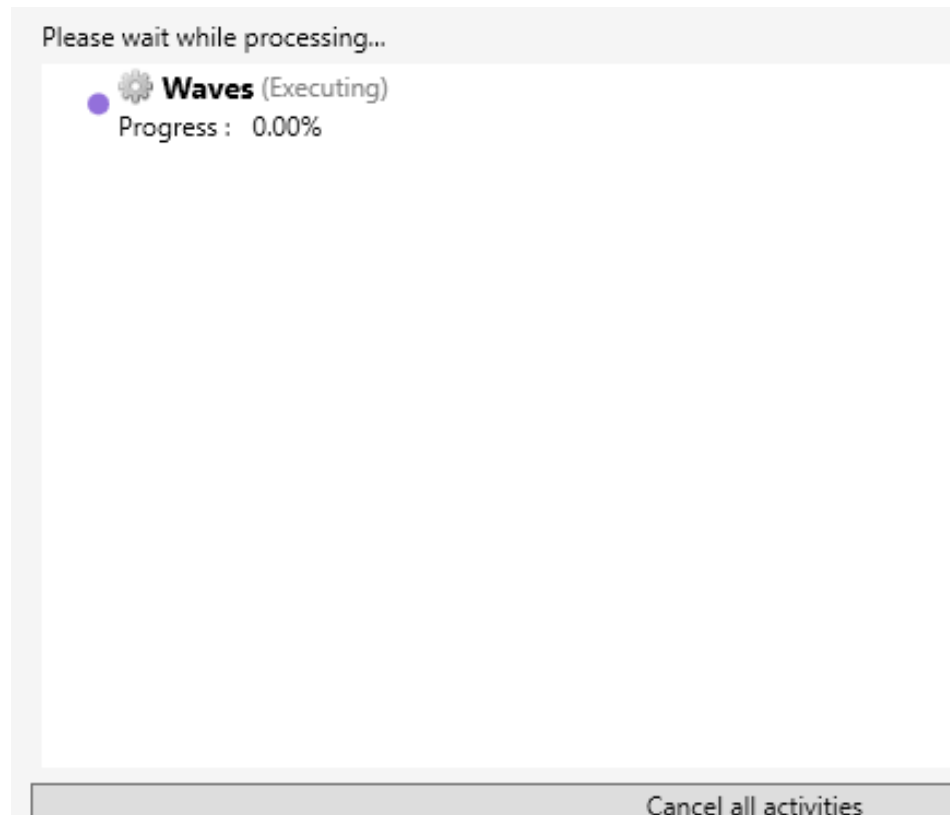 Please wait while processing...
Waves (Executing)
Progress : 0.00%
Cancel all activities